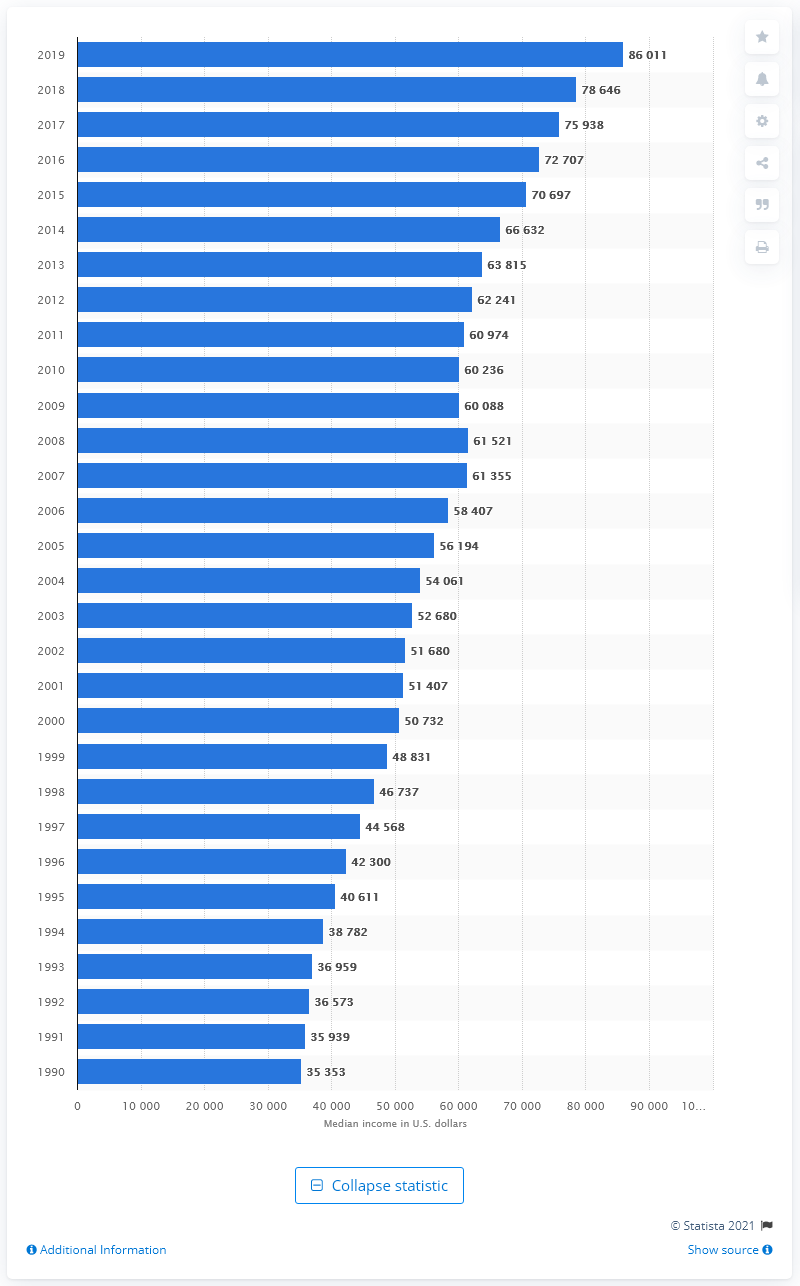 2019 86 011
2018 78 646
2017 75 938
2016 72 707
2015 70 697
2014 66 632
2013 63 815
2012 62 241
2011 60 974
2010 60 236
2009 60 088
2008 61 521
2007 61 355
2006 58 407
2005 56 194
2004 54 061
2003 52 680
2002 51 680
2001 51 407
2000 50 732
1999 48 831
1998 46 737
1997 44 568
1996 42 300
1995 40 611
1994 38 782
1993 36 959
1992 36 573
1991 35 939
1990 35 353
0 10 000 20 000 30 000 40 000 50 000 60 000 70 000 80 000 90 000 10…
Median income in U.S. dollars
Collapse statistic
© Statista 2021
Additional Information Show source